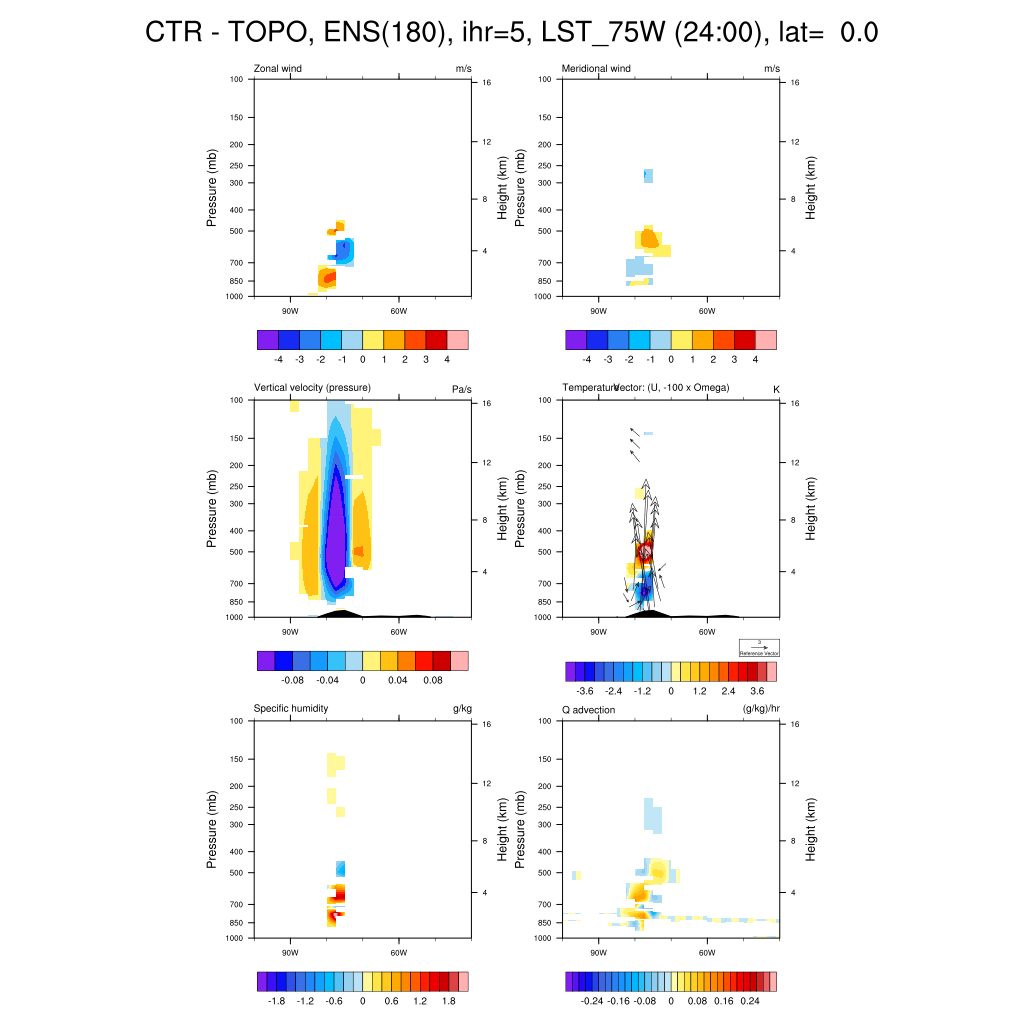 CTR - TOPO, ENS(180), ihr=5, LST_75W (24:00), lat= 0.0
Zonal wind m/s
Pressure (mb)
100
150
200
250
300
400
500
700
850
1000
16
12
8
4
Height (km)
90W 60W
-4 -3 -2 -1 0 1 2 3 4
Meridional wind m/s
Pressure (mb)
100
150
200
250
300
400
500
700
850
1000
16
12
8
4
Height (km)
90W 60W
-4 -3 -2 -1 0 1 2 3 4
Vertical velocity (pressure) Pa/s
Pressure (mb)
100
150
200
250
300
400
500
700
850
1000
16
12
8
4
Height (km)
90W 60W
-0.08 -0.04 0 0.04 0.08
Temperature Vector: (U, -100 x Omega) K
Pressure (mb)
100
150
200
250
300
400
500
700
850
1000
16
12
8
4
Height (km)
90W 60W
3
Reference Vector
-3.6 -2.4 -1.2 0 1.2 2.4 3.6
Specific humidity g/kg
Pressure (mb)
100
150
200
250
300
400
500
700
850
1000
16
12
8
4
Height (km)
90W 60W
-1.8 -1.2 -0.6 0 0.6 1.2 1.8
Q advection (g/kg)/hr
Pressure (mb)
100
150
200
250
300
400
500
700
850
1000
16
12
8
4
Height (km)
90W 60W
-0.24 -0.16 -0.08 0 0.08 0.16 0.24